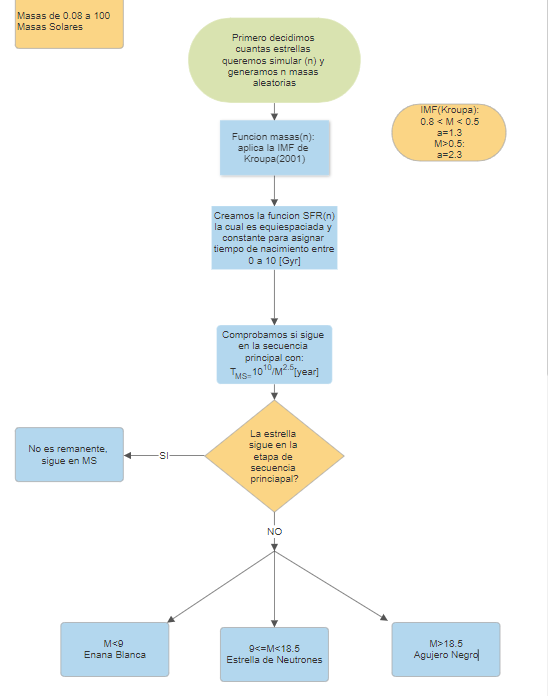 Masas de 0.08 a 100
Masas Solares
Primero decidimos
cuantas estrellas
queremos simular (n) y
generamos n masas
aleatorias
IMF(Kroupa):
0.8 < M < 0.5
a=1.3
M>0.5:
a=2.3
Funcion masas(n):
aplica la IMF de
Kroupa(2001)
Creamos la funcion SFR(n)
la cual es equiespaciada y
constante para asignar
tiempo de nacimiento entre
0 a 10 [Gyr]
Comprobamos si sigue
en la secuencia
principal con:
T_MS=10^10/M^2.5[year]
La estrella
sigue en la
etapa de
secuencia
princiapal?
SI
No es remanente,
sigue en MS
NO
M<9
Enana Blanca
9<=M<18.5
Estrella de Neutrones
M>18.5
Agujero Negro